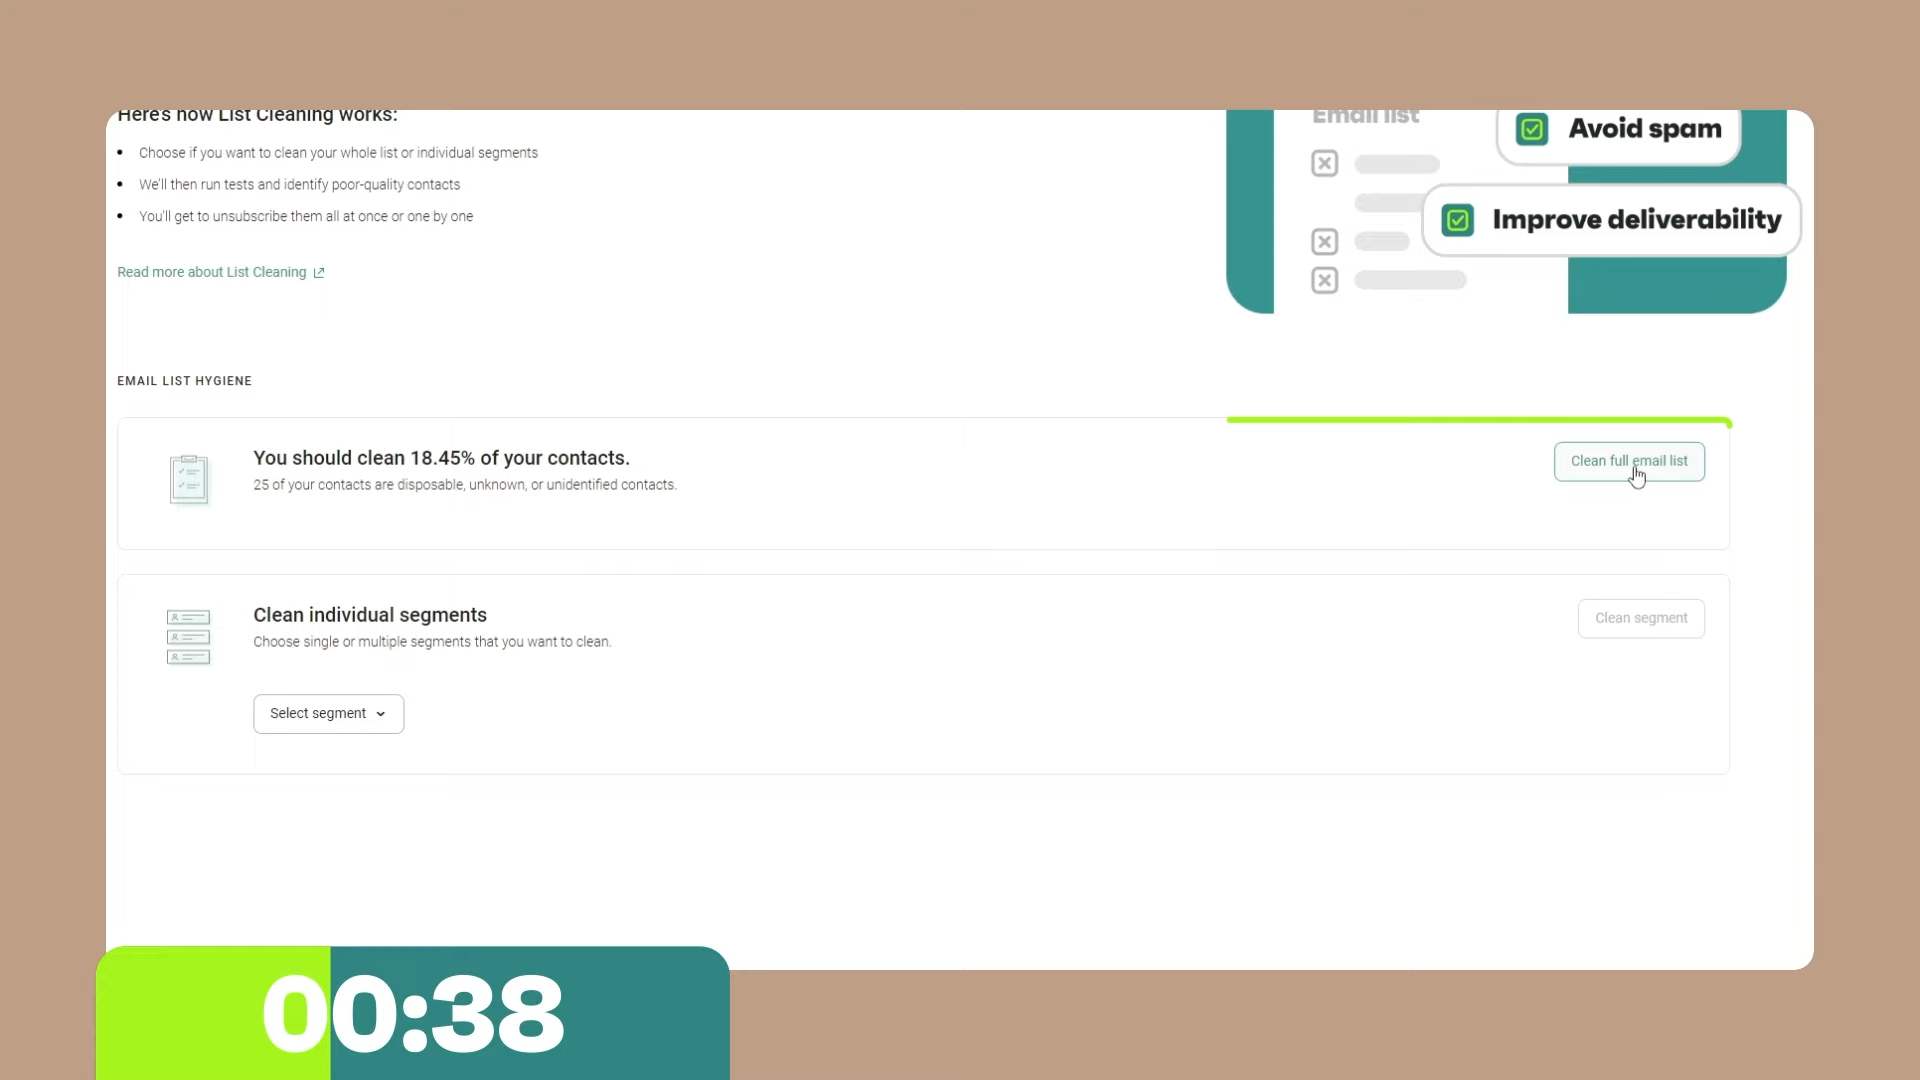 Here's how List Cleaning works:
Choose if you want to clean your whole list or individual segments
We'll then run tests and identify poor-quality contacts
You'll get to unsubscribe them all at once or one by one
Read more about List Cleaning
Email list
Avoid spam
Improve deliverability
EMAIL LIST HYGIENE
You should clean 18.45% of your contacts.
25 of your contacts are disposable, unknown, or unidentified contacts.
Clean full email list
Clean individual segments
Choose single or multiple segments that you want to clean.
Clean segment
Select segment
00:38